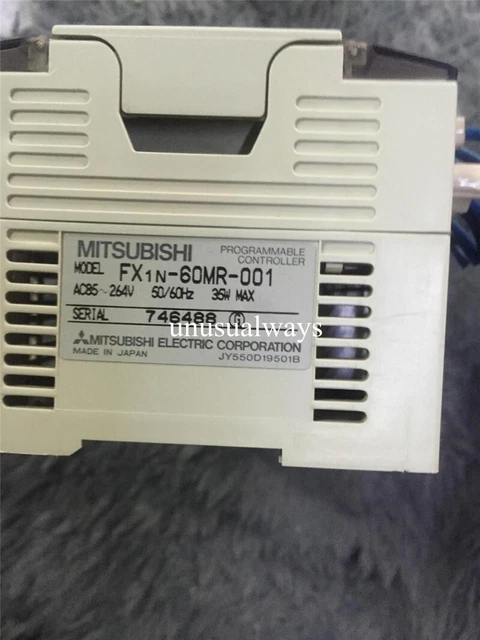 MITSUBISHI
PROGRAMMABLE
CONTROLLER
MODEL FX1N-60MR-001
AC85~264V 50/60Hz 35W MAX
SERIAL 746488 G
unusualways
MITSUBISHI ELECTRIC CORPORATION
MADE IN JAPAN JY550D19501B